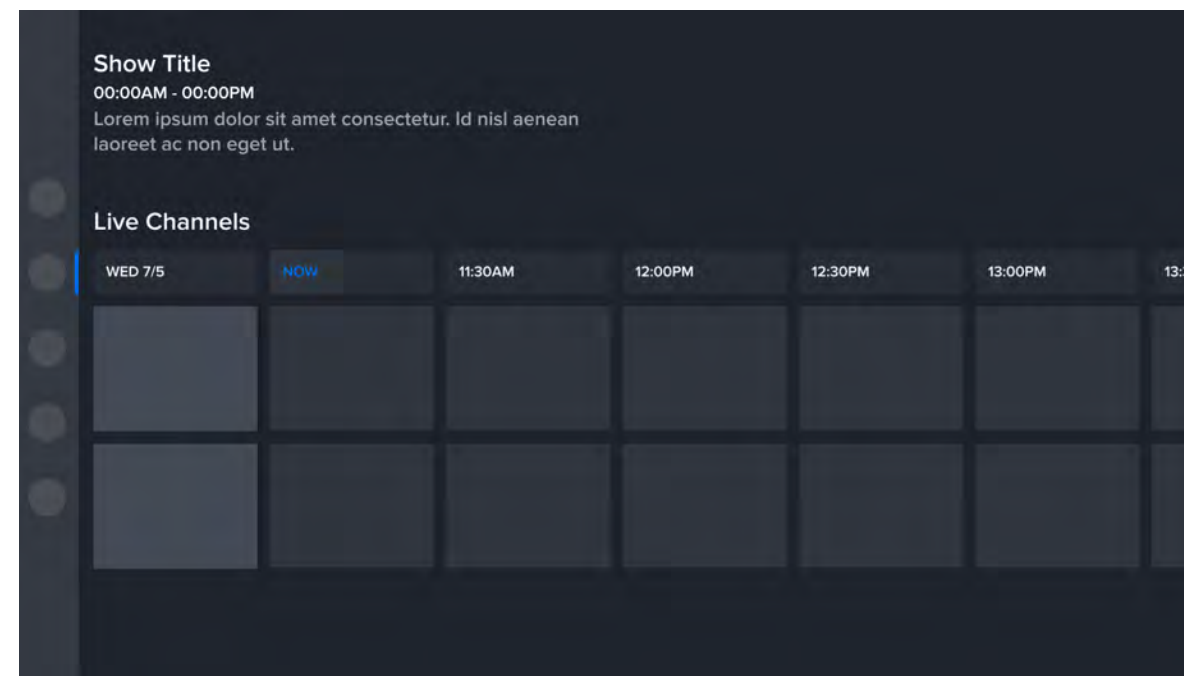 Show Title
00:00AM - 00:00PM
Lorem ipsum dolor sit amet consectetur. Id nisl aenean
laoreet ac non eget ut.
Live Channels
WED 7/5 NOW 11:30AM 12:00PM 12:30PM 13:00PM